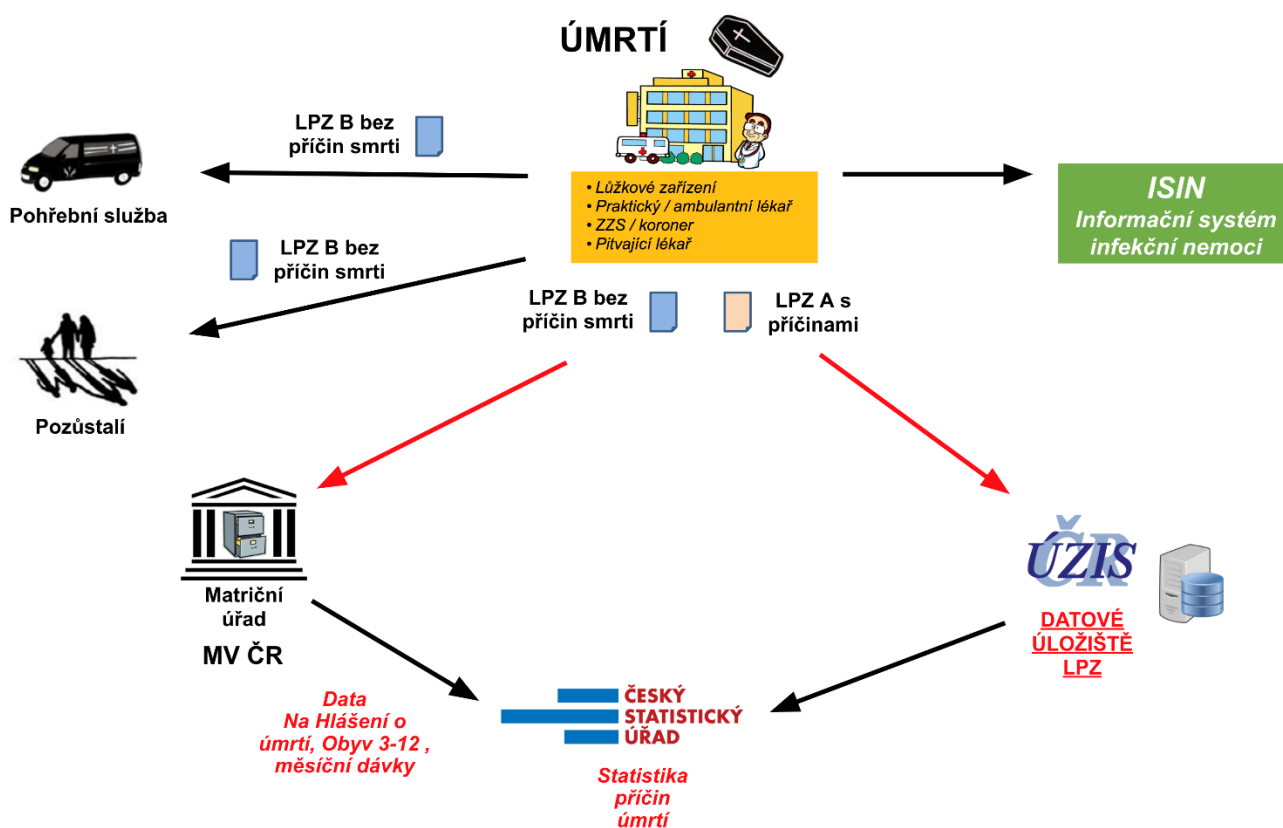 ÚMRTÍ
LPZ B bez
příčin smrti
Pohřební služba
• Lůžkové zařízení
• Praktický / ambulantní lékař
• ZZS / koroner
• Pitvající lékař
ISIN
Informační systém
infekční nemoci
LPZ B bez
příčin smrti
LPZ B bez
příčin smrti
LPZ A s
příčinami
Pozůstalí
Matriční
úřad
MV ČR
ČR
ÚZIS
DATOVÉ
ÚLOŽIŠTĚ
LPZ
Data
Na Hlášení o
úmrtí, Obyv 3-12 ,
měsíční dávky
ČESKÝ
STATISTICKÝ
ÚŘAD
Statistika
příčin
úmrtí